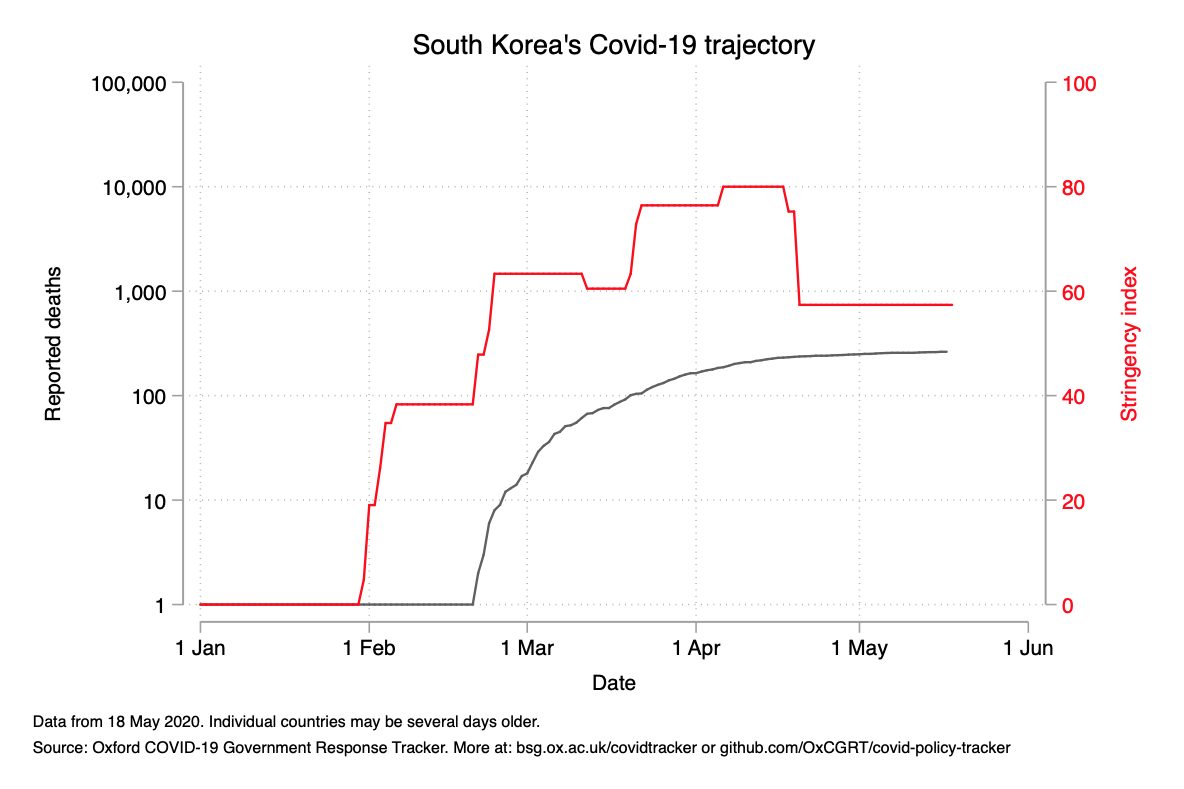 South Korea's Covid-19 trajectory
100,000
10,000
1,000
100
10
1
Reported deaths
100
80
60
40
20
0
Stringency index
1 Jan
1 Feb
1 Mar
1 Apr
1 May
1 Jun
Date
Data from 18 May 2020. Individual countries may be several days older.
Source: Oxford COVID-19 Government Response Tracker. More at: bsg.ox.ac.uk/covidtracker or github.com/OxCGRT/covid-policy-tracker